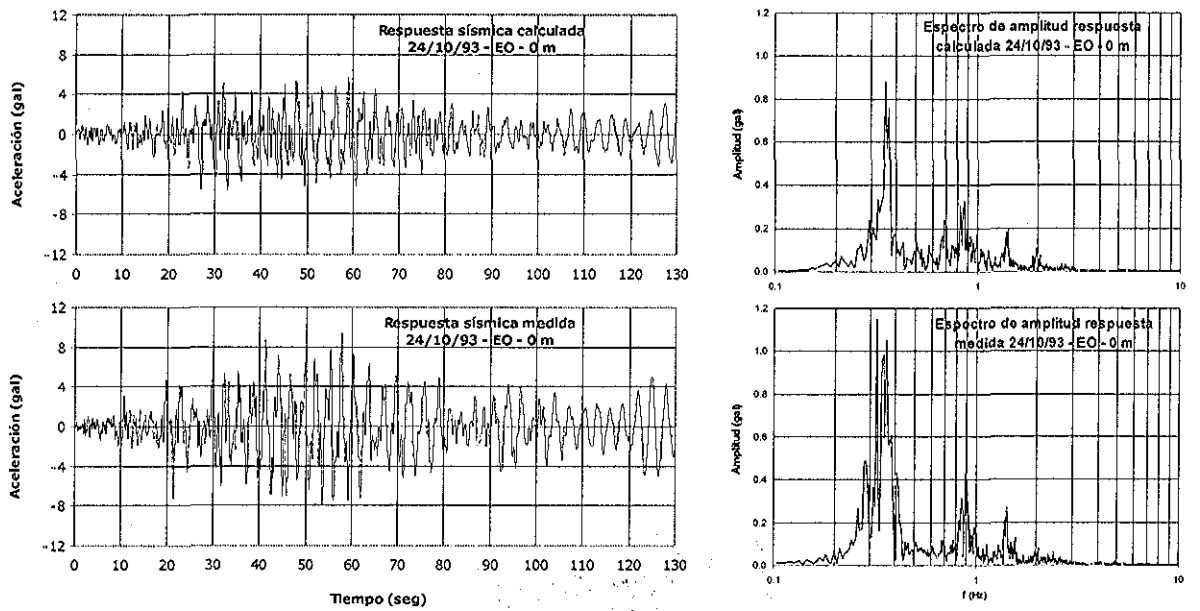 Respuesta sísmica calculada
24/10/93 - EO - 0 m
Aceleración (gal)
12
8
4
0
-4
-8
-12
0 10 20 30 40 50 60 70 80 90 100 110 120 130
Espectro de amplitud respuesta
calculada 24/10/93 - EO - 0 m
Amplitud (gal)
1.2
1.0
0.8
0.6
0.4
0.2
0.0
0.1 1 10
Respuesta sísmica medida
24/10/93 - EO - 0 m
Aceleración (gal)
12
8
4
0
-4
-8
-12
0 10 20 30 40 50 60 70 80 90 100 110 120 130
Tiempo (seg)
Espectro de amplitud respuesta
medida 24/10/93 - EO - 0 m
Amplitud (gal)
1.2
1.0
0.8
0.6
0.4
0.2
0.0
0.1 1 10
f (Hz)